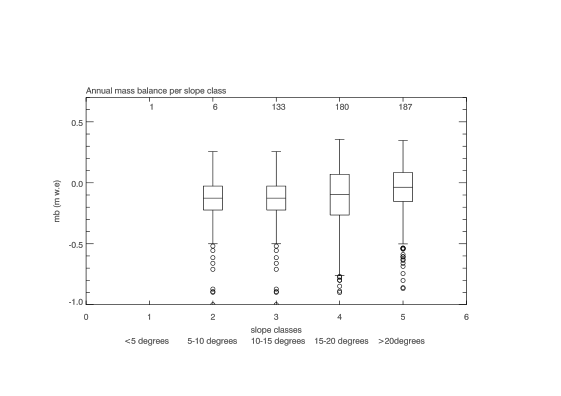 Annual mass balance per slope class
1 6 133 180 187
0.5
0.0
-0.5
-1.0
mb (m w.e)
0 1 2 3 4 5 6
slope classes
<5 degrees 5-10 degrees 10-15 degrees 15-20 degrees >20degrees